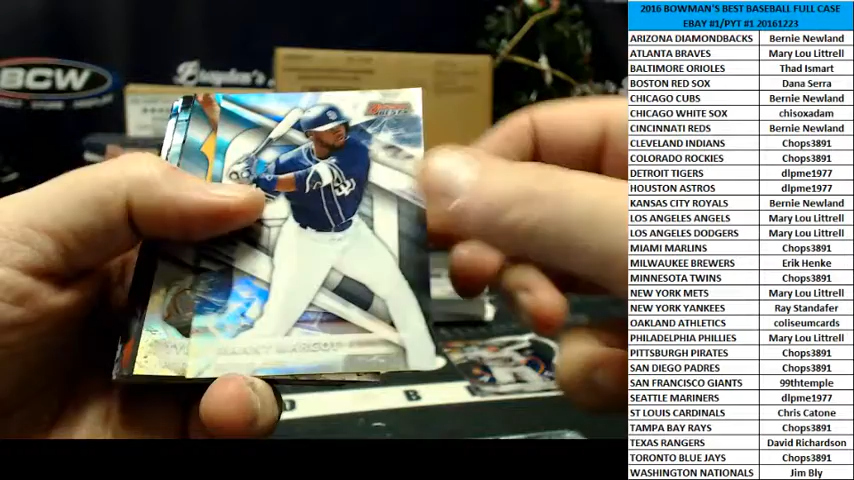 BCW
DISPLAY
Brayden's
MANNY MARGOT
B
2016 BOWMAN'S BEST BASEBALL FULL CASE
EBAY #1/PYT #1 20161223
ARIZONA DIAMONDBACKS Bernie Newland
ATLANTA BRAVES Mary Lou Littrell
BALTIMORE ORIOLES Thad Ismart
BOSTON RED SOX Dana Serra
CHICAGO CUBS Bernie Newland
CHICAGO WHITE SOX chisoxadam
CINCINNATI REDS Bernie Newland
CLEVELAND INDIANS Chops3891
COLORADO ROCKIES Chops3891
DETROIT TIGERS dlpme1977
HOUSTON ASTROS dlpme1977
KANSAS CITY ROYALS Bernie Newland
LOS ANGELES ANGELS Mary Lou Littrell
LOS ANGELES DODGERS Mary Lou Littrell
MIAMI MARLINS Chops3891
MILWAUKEE BREWERS Erik Henke
MINNESOTA TWINS Chops3891
NEW YORK METS Mary Lou Littrell
NEW YORK YANKEES Ray Standafer
OAKLAND ATHLETICS coliseumcards
PHILADELPHIA PHILLIES Mary Lou Littrell
PITTSBURGH PIRATES Chops3891
SAN DIEGO PADRES Chops3891
SAN FRANCISCO GIANTS 99thtemple
SEATTLE MARINERS dlpme1977
ST LOUIS CARDINALS Chris Catone
TAMPA BAY RAYS Chops3891
TEXAS RANGERS David Richardson
TORONTO BLUE JAYS Chops3891
WASHINGTON NATIONALS Jim Bly